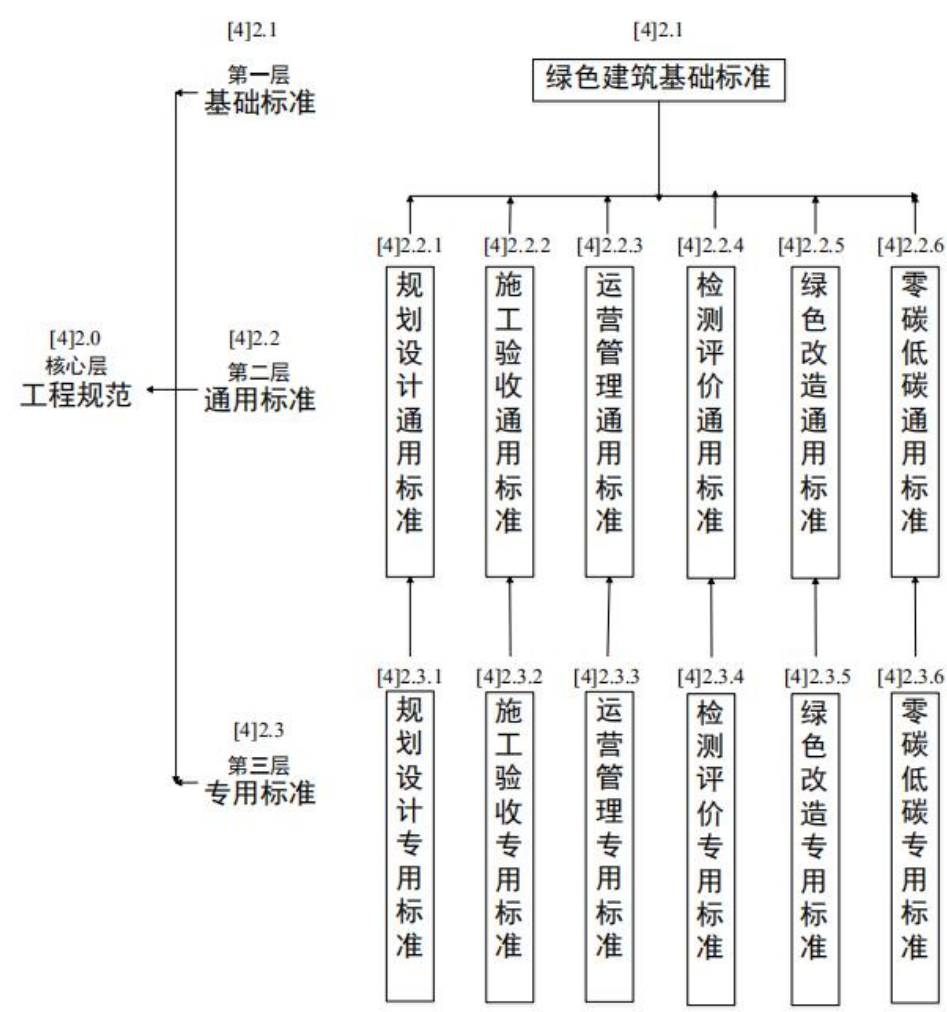 [4]2.1
第一层
基础标准
[4]2.1
绿色建筑基础标准
[4]2.0
核心层
工程规范
[4]2.2
第二层
通用标准
[4]2.2.1
规划设计通用标准
[4]2.2.2
施工验收通用标准
[4]2.2.3
运营管理通用标准
[4]2.2.4
检测评价通用标准
[4]2.2.5
绿色改造通用标准
[4]2.2.6
零碳低碳通用标准
[4]2.3
第三层
专用标准
[4]2.3.1
规划设计专用标准
[4]2.3.2
施工验收专用标准
[4]2.3.3
运营管理专用标准
[4]2.3.4
检测评价专用标准
[4]2.3.5
绿色改造专用标准
[4]2.3.6
零碳低碳专用标准